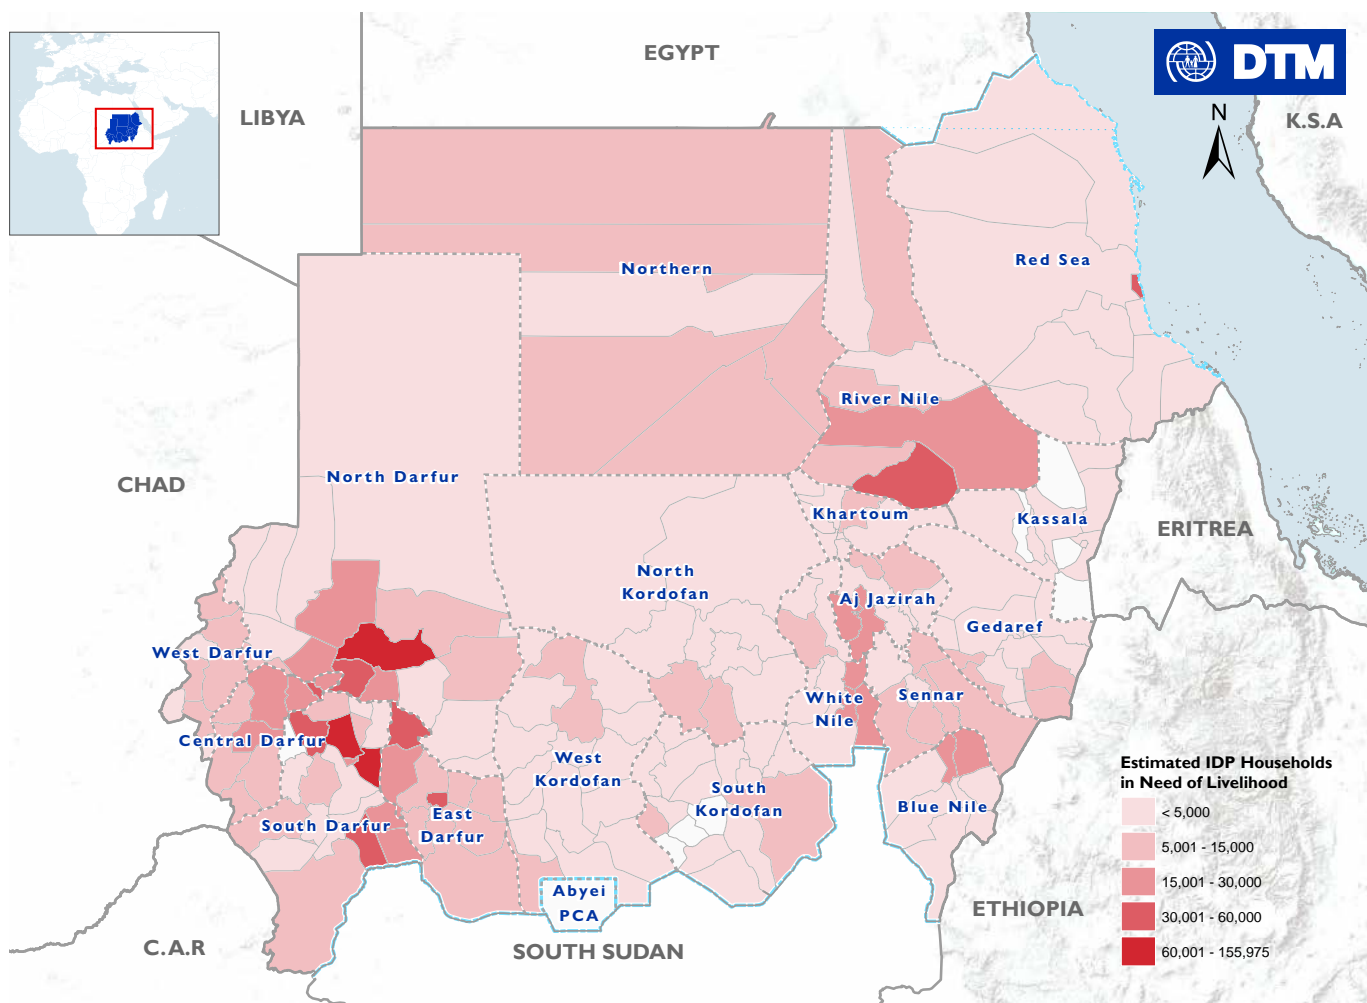 EGYPT
DTM
LIBYA
N
K.S.A
Red Sea
Northern
River Nile
CHAD
North Darfur
Khartoum
Kassala
ERITREA
North
Kordofan
Aj Jazirah
Gedaref
West Darfur
White
Nile
Sennar
Central Darfur
West
Kordofan
South
Kordofan
Blue Nile
East
Darfur
South Darfur
Abyei
PCA
ETHIOPIA
C.A.R
SOUTH SUDAN
Estimated IDP Households
in Need of Livelihood
< 5,000
5,001 - 15,000
15,001 - 30,000
30,001 - 60,000
60,001 - 155,975